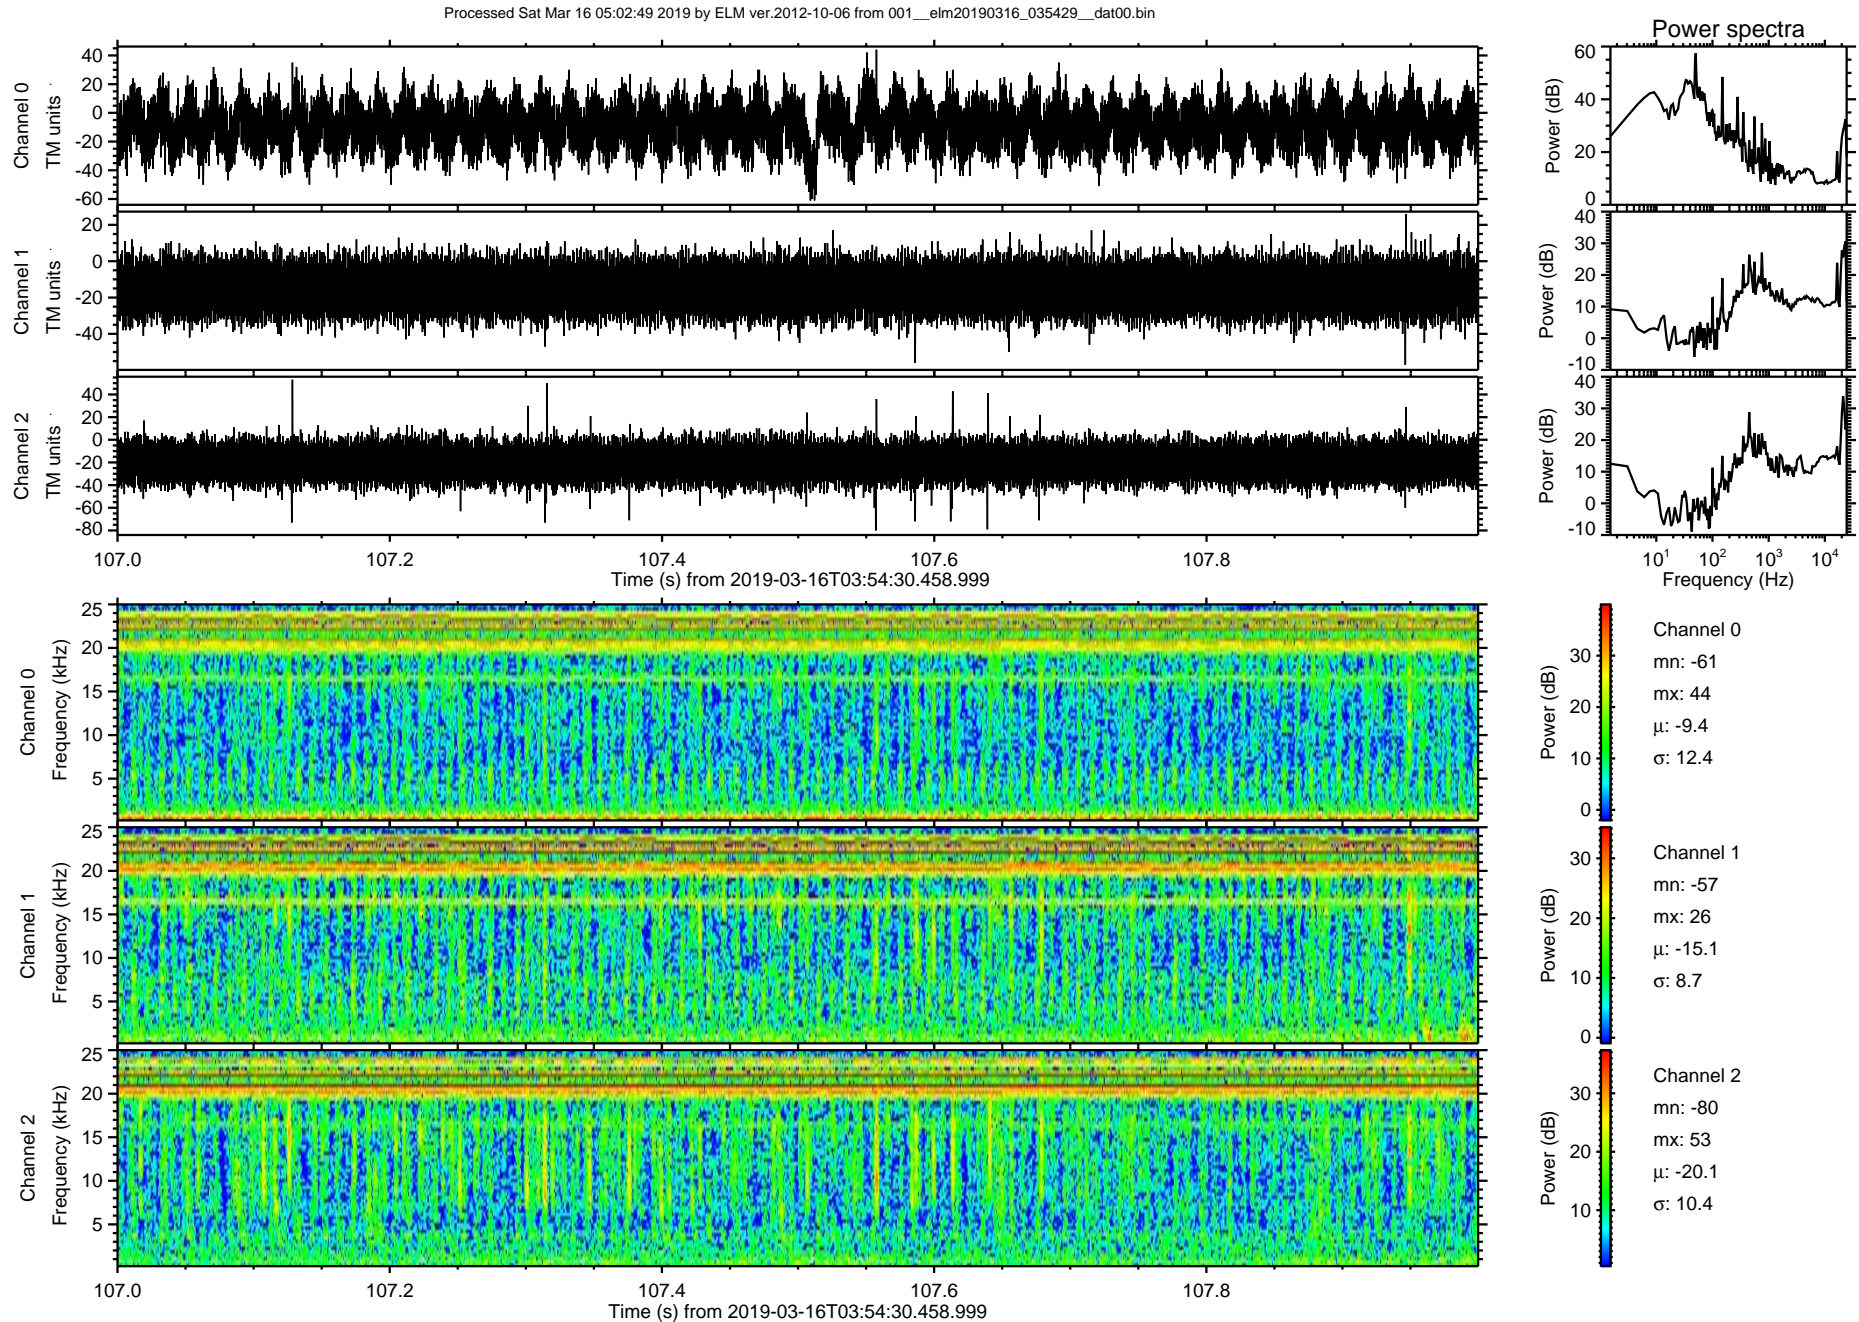 Processed Sat Mar 16 05:02:49 2019 by ELM ver.2012-10-06 from 001__elm20190316_035429__dat00.bin
Power spectra
Channel 0
TM units
40
20
0
-20
-40
-60
Power (dB)
60
40
20
0
Channel 1
TM units
20
0
-20
-40
Power (dB)
40
30
20
10
0
-10
Channel 2
TM units
40
20
0
-20
-40
-60
-80
Power (dB)
40
30
20
10
0
-10
107.0 107.2 107.4 107.6 107.8
Time (s) from 2019-03-16T03:54:30.458.999
10^1 10^2 10^3 10^4
Frequency (Hz)
Channel 0
Frequency (kHz)
25
20
15
10
5
Power (dB)
30
20
10
0
Channel 0
mn: -61
mx: 44
μ: -9.4
σ: 12.4
Channel 1
Frequency (kHz)
25
20
15
10
5
Power (dB)
30
20
10
0
Channel 1
mn: -57
mx: 26
μ: -15.1
σ: 8.7
Channel 2
Frequency (kHz)
25
20
15
10
5
Power (dB)
30
20
10
Channel 2
mn: -80
mx: 53
μ: -20.1
σ: 10.4
107.0 107.2 107.4 107.6 107.8
Time (s) from 2019-03-16T03:54:30.458.999